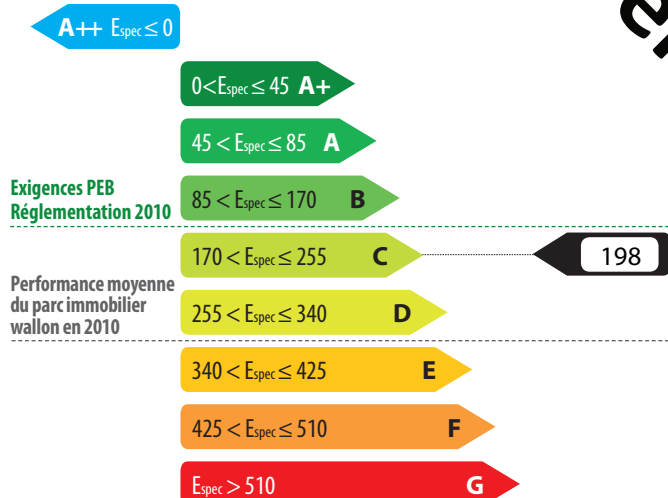 A++ Espec ≤ 0
0<Espec ≤ 45 A+
45 < Espec ≤ 85 A
Exigences PEB
Réglementation 2010
85 < Espec ≤ 170 B
170 < Espec ≤ 255 C
198
Performance moyenne
du parc immobilier
wallon en 2010
255 < Espec ≤ 340 D
340 < Espec ≤ 425 E
425 < Espec ≤ 510 F
Espec > 510 G